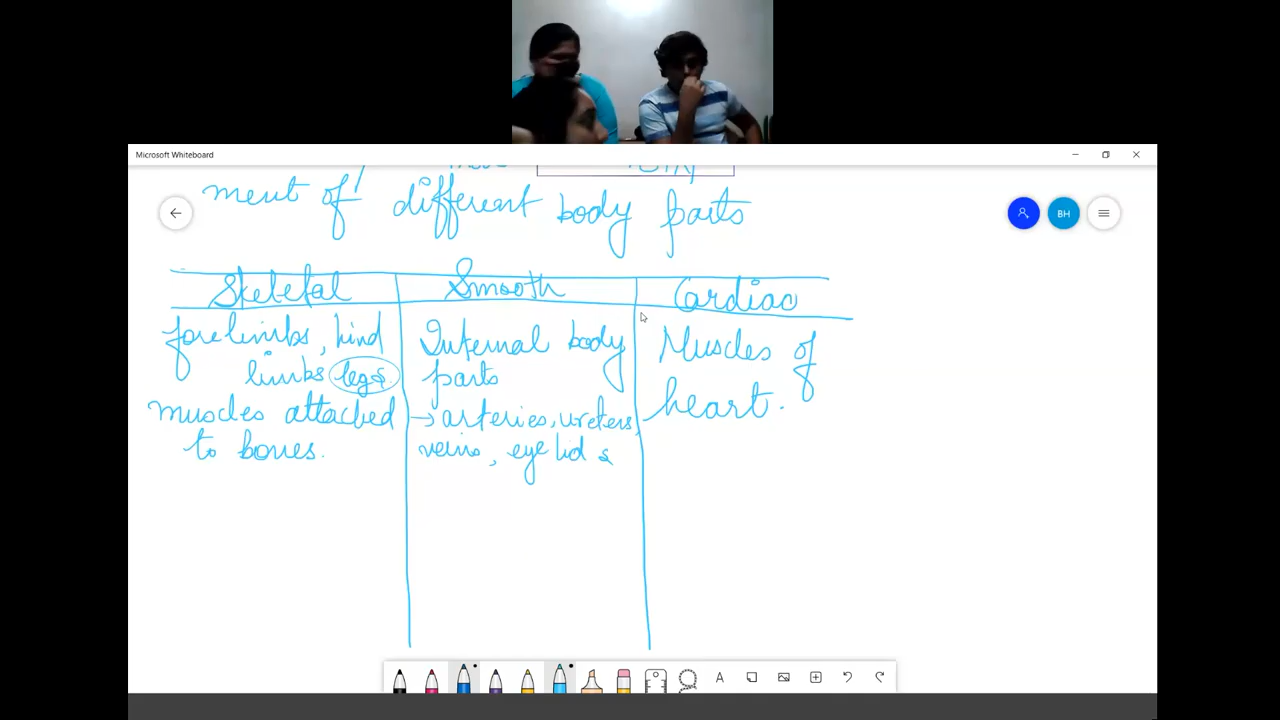 Microsoft Whiteboard
ment of different body parts
BH
Skeletal Smooth Cardiac
forelimbs, hind
limbs legs
muscles attached
to bones.
Internal body
parts
→ arteries, ureters,
veins, eye lid &
Muscles of
heart.
A